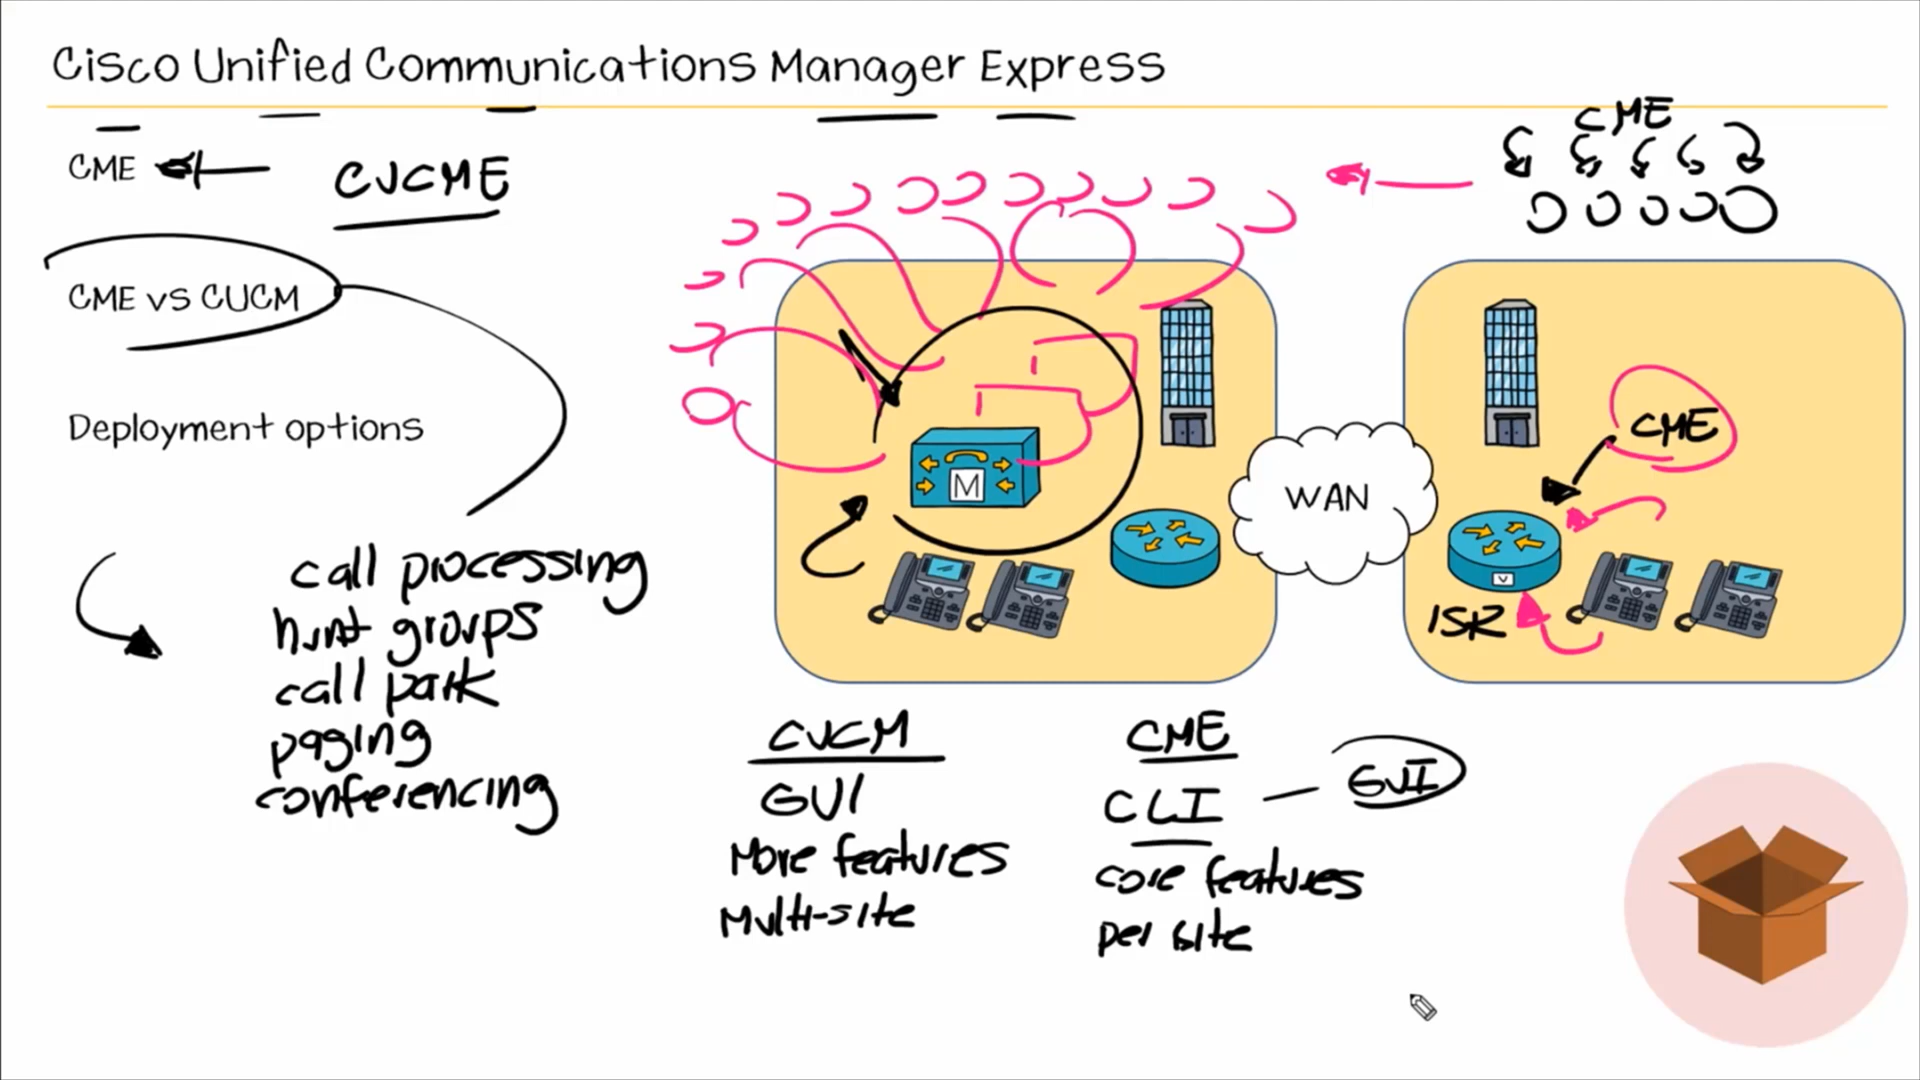 Cisco Unified Communications Manager Express
CME
CUCME
CME
CME vs CUCM
Deployment options
call processing
hunt groups
call park
paging
conferencing
M
WAN
CME
V
ISR
CUCM
GUI
More features
Multi-site
CME
CLI — GUI
core features
per site